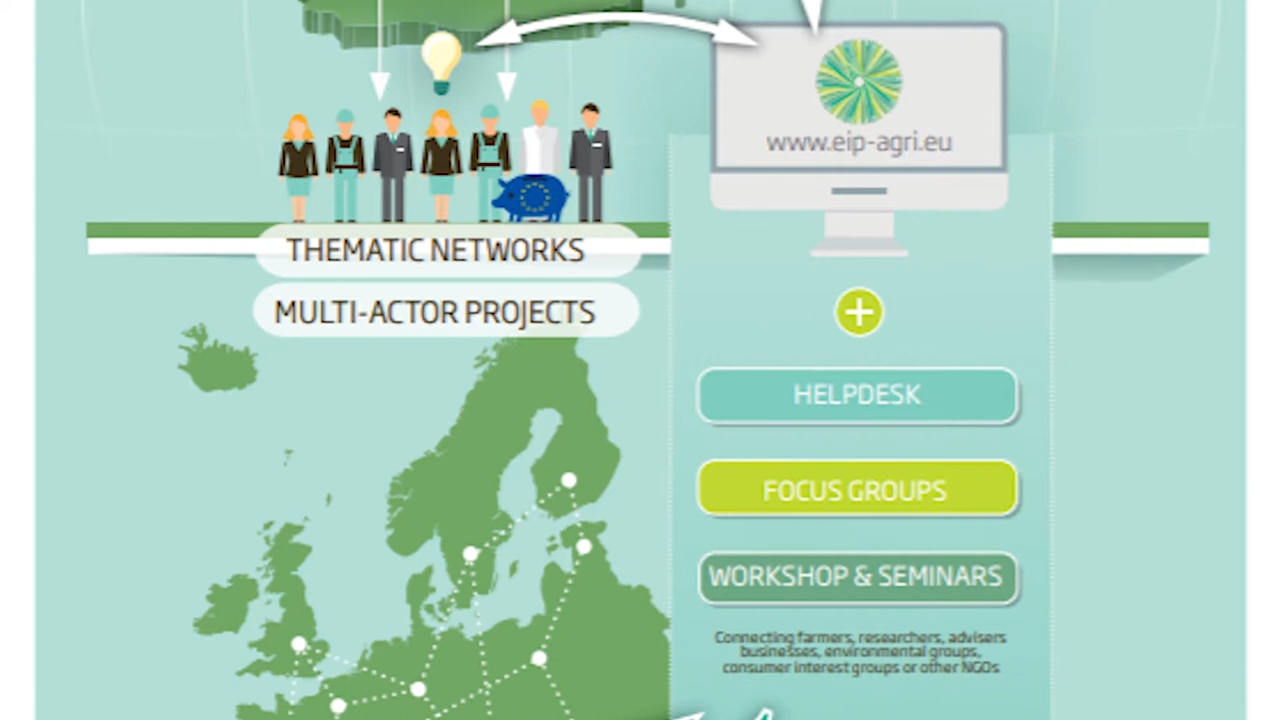 www.eip-agri.eu
THEMATIC NETWORKS
MULTI-ACTOR PROJECTS
HELPDESK
FOCUS GROUPS
WORKSHOP & SEMINARS
Connecting farmers, researchers, advisers
businesses, environmental groups,
consumer interest groups or other NGOs